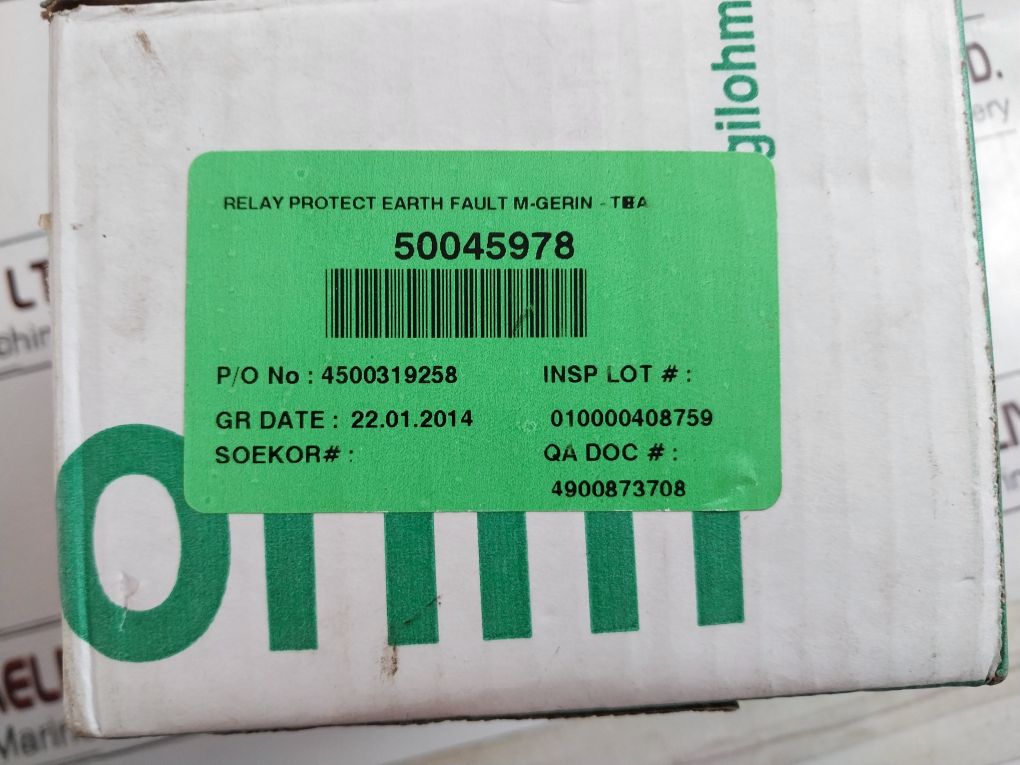 gilohm
RELAY PROTECT EARTH FAULT M-GERIN -
50045978
P/O No : 4500319258
INSP LOT # :
GR DATE : 22.01.2014
010000408759
SOEKOR# :
QA DOC # :
4900873708